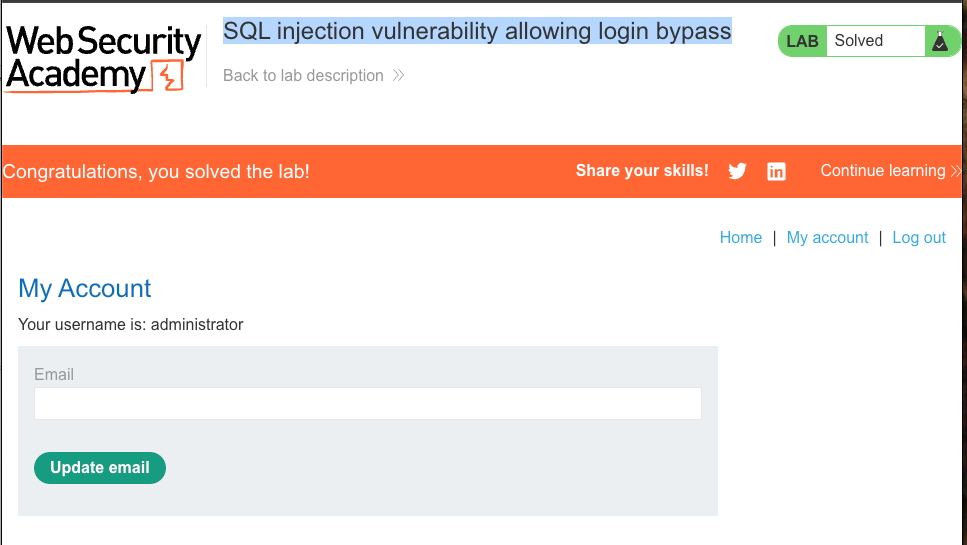 Web Security
Academy
SQL injection vulnerability allowing login bypass
Back to lab description
LAB Solved
Congratulations, you solved the lab!
Share your skills!
Continue learning
Home | My account | Log out
My Account
Your username is: administrator
Email
Update email